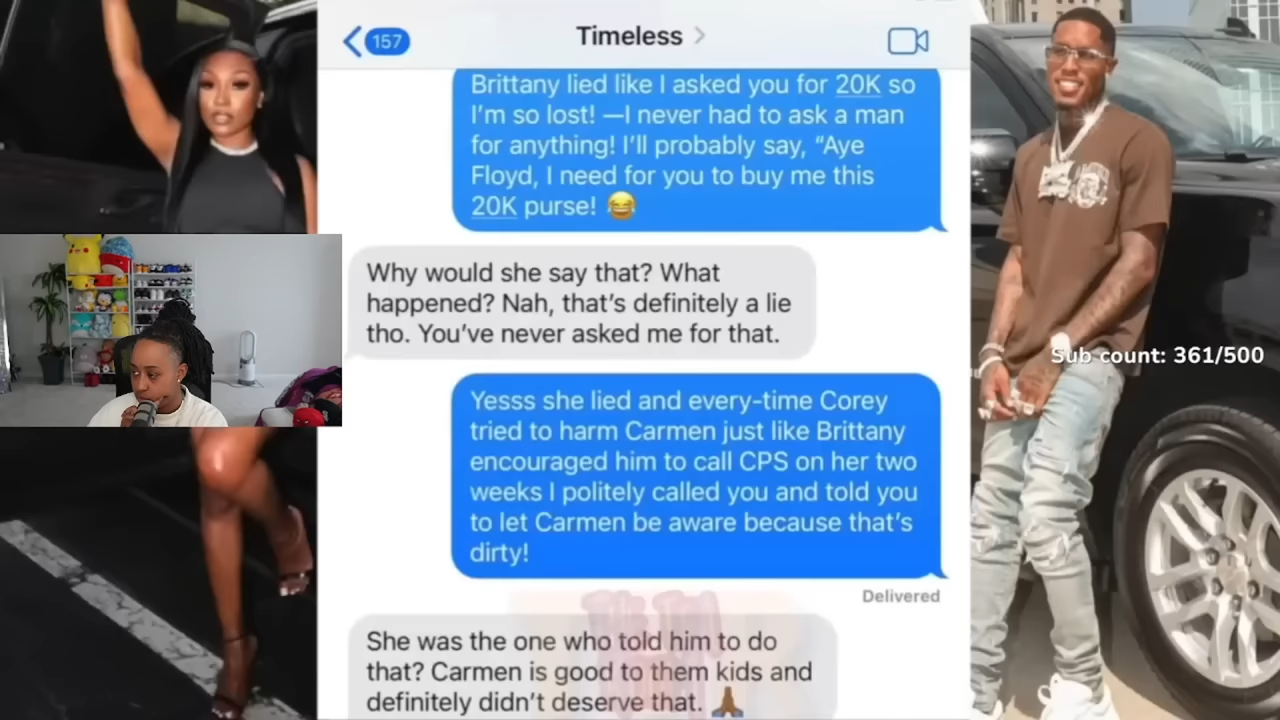 157
Timeless
Brittany lied like I asked you for 20K so
I'm so lost! —I never had to ask a man
for anything! I'll probably say, “Aye
Floyd, I need for you to buy me this
20K purse! 😂
Why would she say that? What
happened? Nah, that's definitely a lie
tho. You've never asked me for that.
Sub count: 361/500
Yesss she lied and every-time Corey
tried to harm Carmen just like Brittany
encouraged him to call CPS on her two
weeks I politely called you and told you
to let Carmen be aware because that's
dirty!
Delivered
She was the one who told him to do
that? Carmen is good to them kids and
definitely didn't deserve that. 🙏🏾